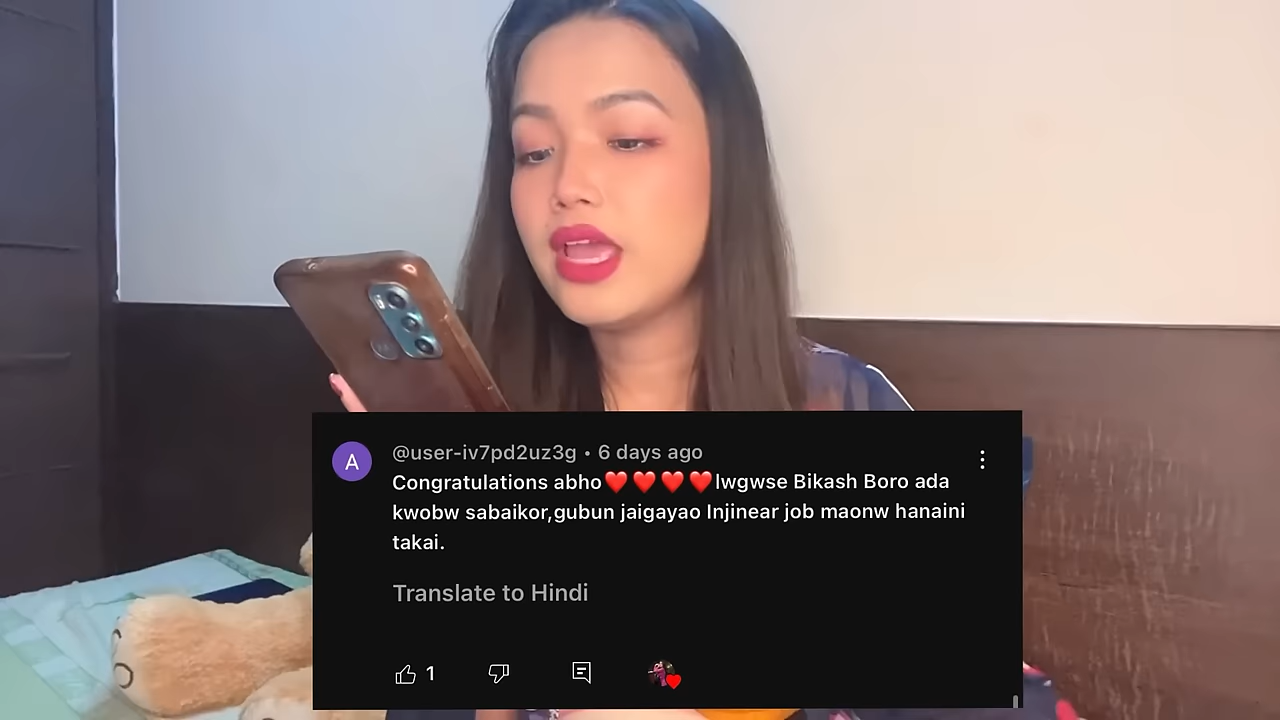 A
@user-iv7pd2uz3g • 6 days ago
Congratulations abho❤️❤️❤️❤️lwgwse Bikash Boro ada
kwobw sabaikor,gubun jaigayao Injinear job maonw hanaini
takai.
Translate to Hindi
1